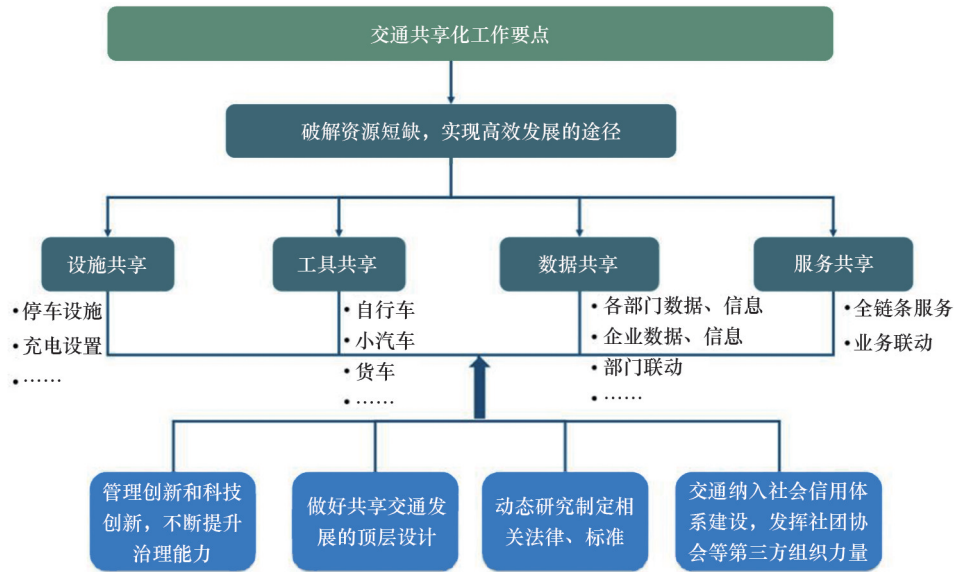 交通共享化工作要点
破解资源短缺，实现高效发展的途径
设施共享
•停车设施
•充电设置
•……
工具共享
•自行车
•小汽车
•货车
•……
数据共享
•各部门数据、信息
•企业数据、信息
•部门联动
•……
服务共享
•全链条服务
•业务联动
管理创新和科技
创新，不断提升
治理能力
做好共享交通发
展的顶层设计
动态研究制定相
关法律、标准
交通纳入社会信用体
系建设，发挥社团协
会等第三方组织力量